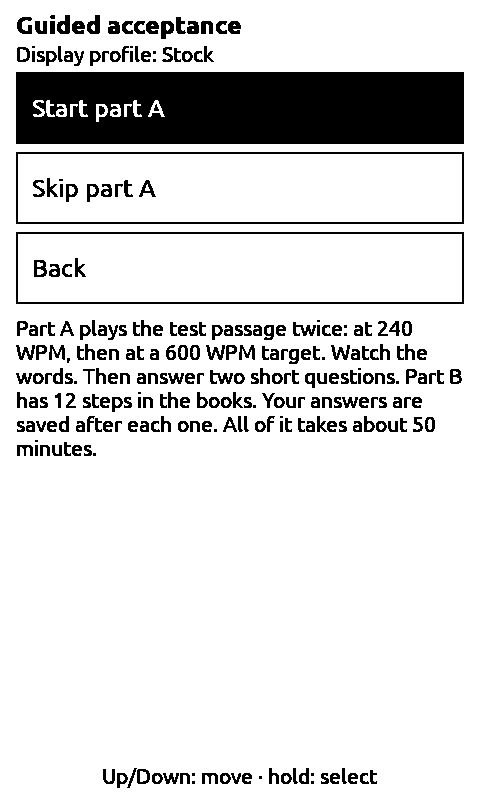 Guided acceptance
Display profile: Stock
Start part A
Skip part A
Back
Part A plays the test passage twice: at 240
WPM, then at a 600 WPM target. Watch the
words. Then answer two short questions. Part B
has 12 steps in the books. Your answers are
saved after each one. All of it takes about 50
minutes.
Up/Down: move · hold: select